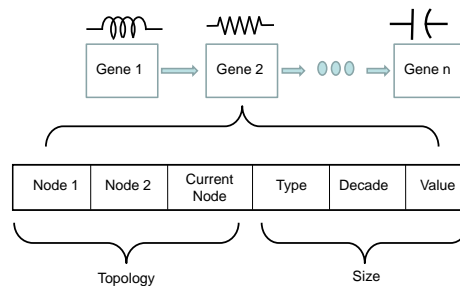 Gene 1
Gene 2
Gene n
Node 1
Node 2
Current
Node
Type
Decade
Value
Topology
Size